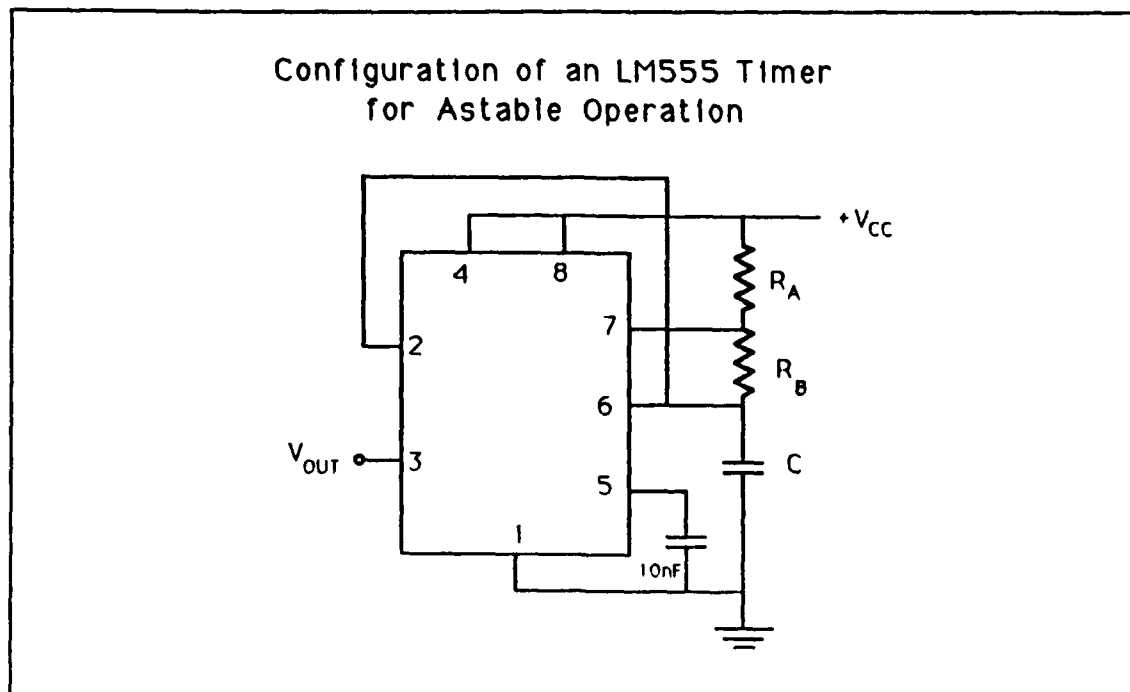 Configuration of an LM555 Timer
for Astable Operation
+VCC
4 8
RA
7
2
RB
6
VOUT 3
C
5
1
10nF